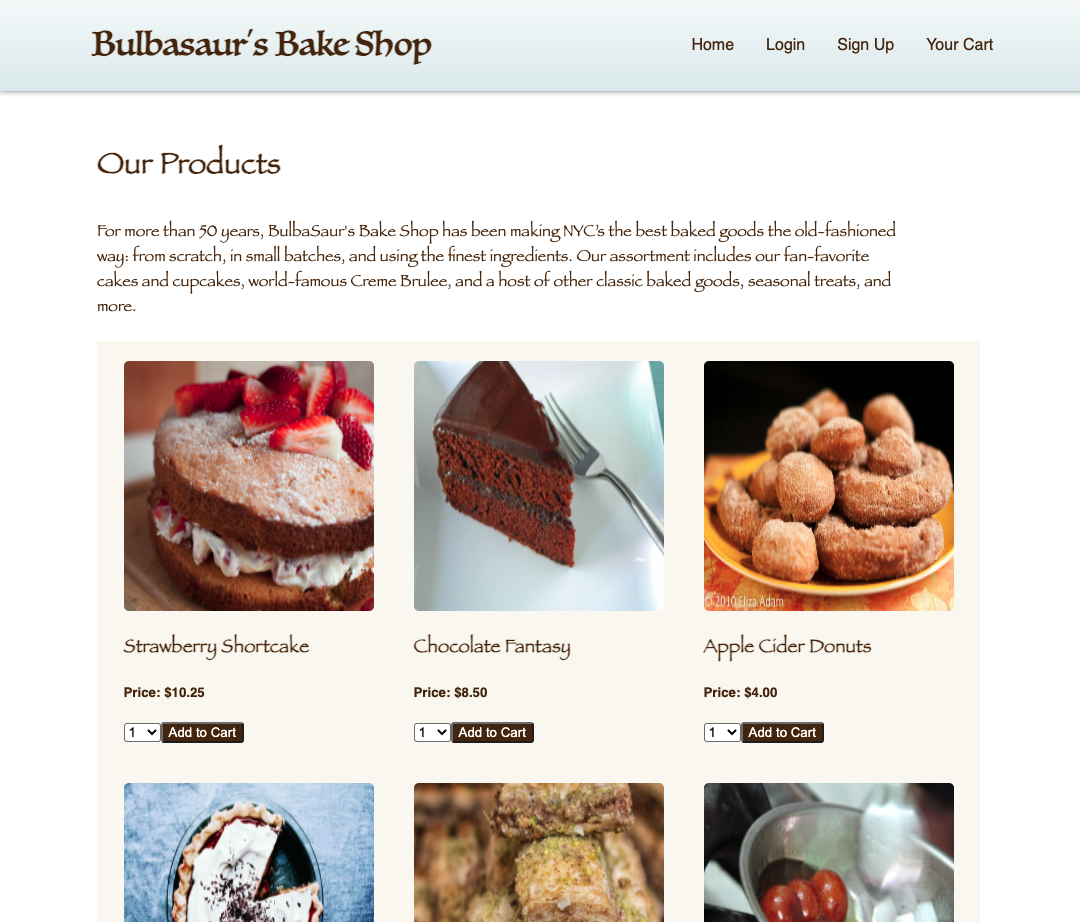 Bulbasaur's Bake Shop
Home Login Sign Up Your Cart
Our Products
For more than 50 years, BulbaSaur's Bake Shop has been making NYC's the best baked goods the old-fashioned
way: from scratch, in small batches, and using the finest ingredients. Our assortment includes our fan-favorite
cakes and cupcakes, world-famous Creme Brulee, and a host of other classic baked goods, seasonal treats, and
more.
© 2010 Eliza Adam
Strawberry Shortcake Chocolate Fantasy Apple Cider Donuts
Price: $10.25 Price: $8.50 Price: $4.00
1 Add to Cart 1 Add to Cart 1 Add to Cart